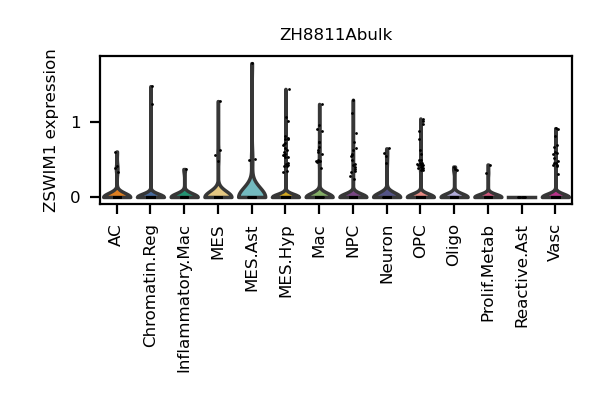 ZH8811Abulk
ZSWIM1 expression
1
0
AC
Chromatin.Reg
Inflammatory.Mac
MES
MES.Ast
MES.Hyp
Mac
NPC
Neuron
OPC
Oligo
Prolif.Metab
Reactive.Ast
Vasc